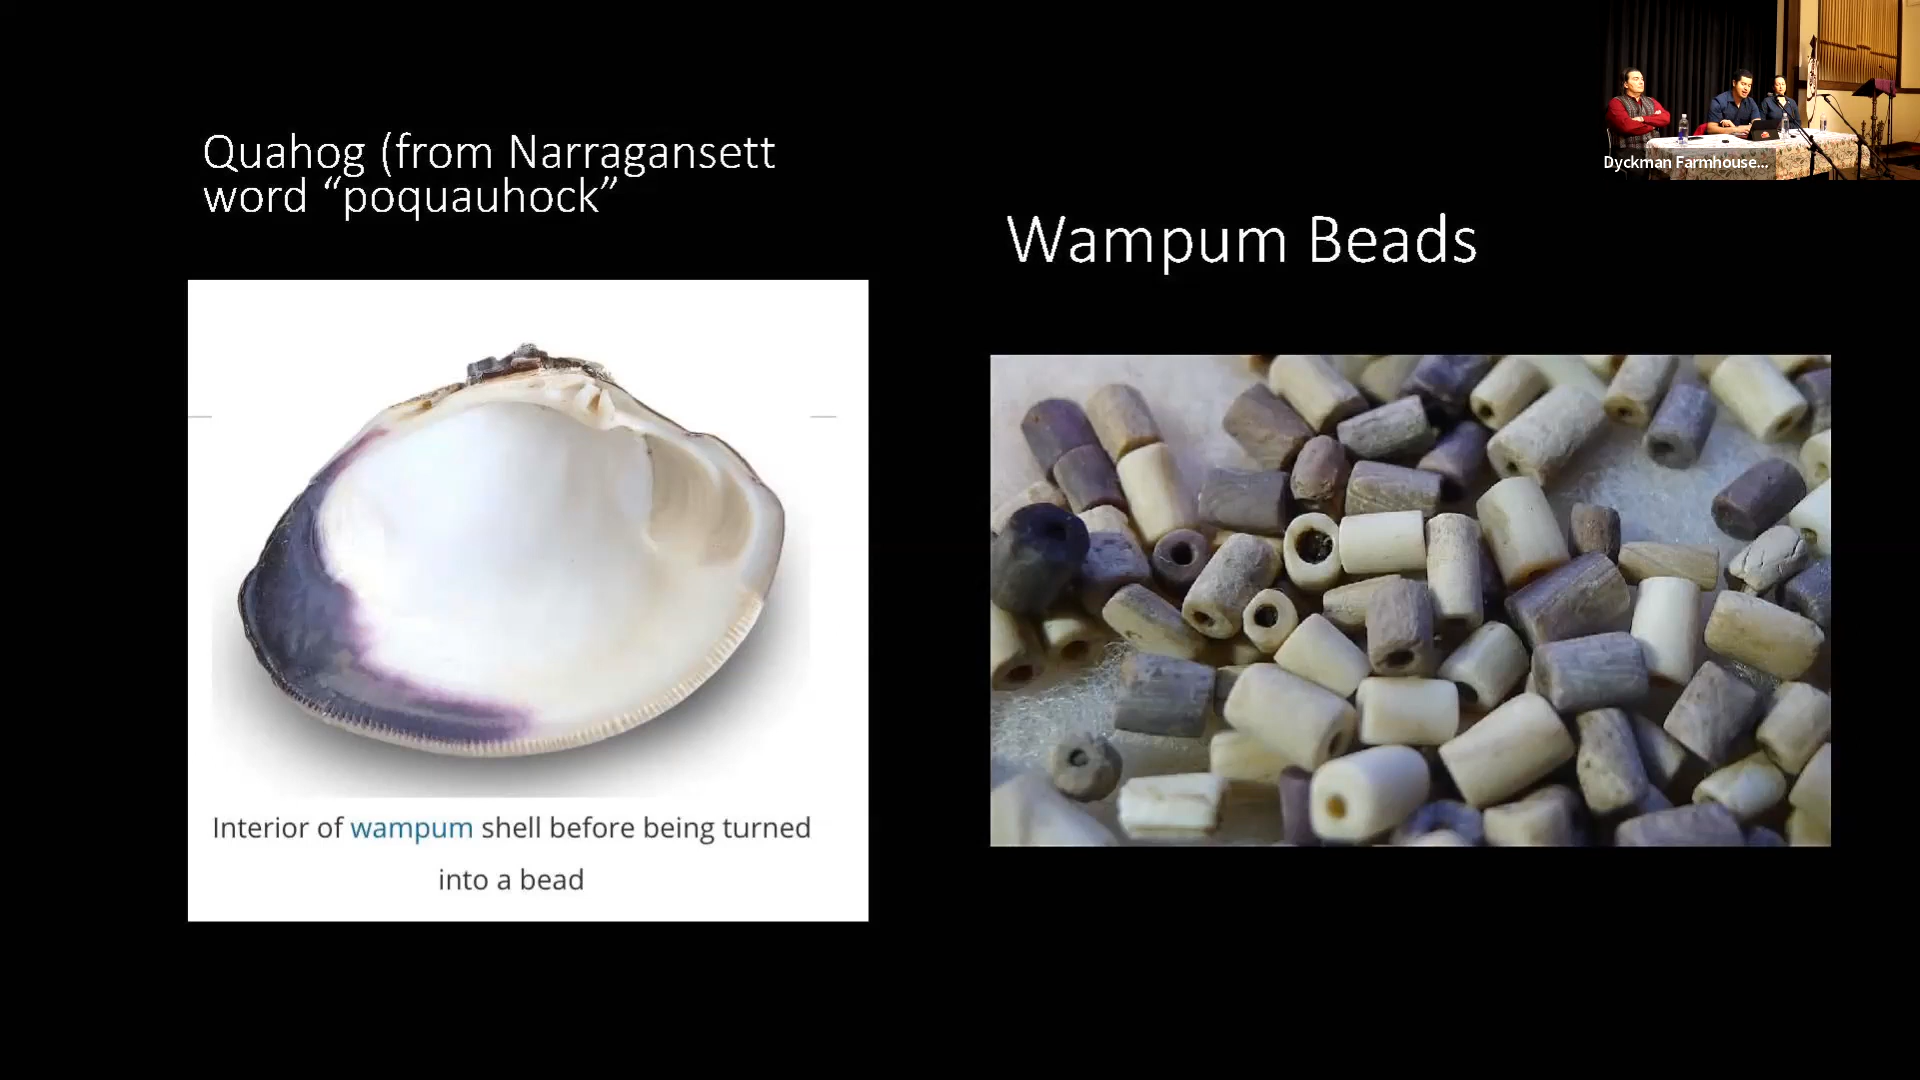 Quahog (from Narragansett
word “poquauhock”
Wampum Beads
Interior of wampum shell before being turned
into a bead
Dyckman Farmhouse...